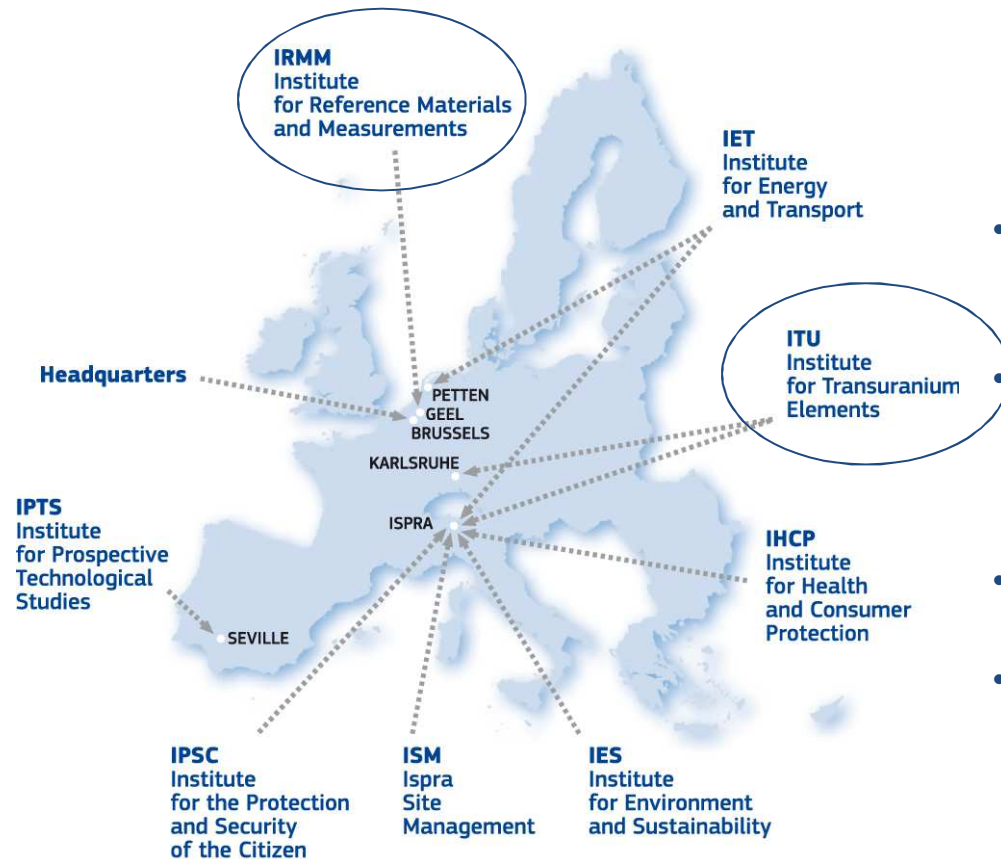 IRMM
Institute
for Reference Materials
and Measurements
IET
Institute
for Energy
and Transport
ITU
Institute
for Transuranium
Elements
Headquarters
PETTEN
GEEL
BRUSSELS
KARLSRUHE
ISPRA
IPTS
Institute
for Prospective
Technological
Studies
SEVILLE
IHCP
Institute
for Health
and Consumer
Protection
IPSC
Institute
for the Protection
and Security
of the Citizen
ISM
Ispra
Site
Management
IES
Institute
for Environment
and Sustainability